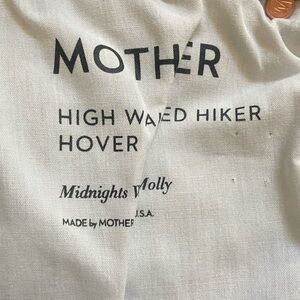 MOTHER
HIGH WA ED HIKER
HOVER
Midnights Molly
MADE by MOTHER U.S.A.